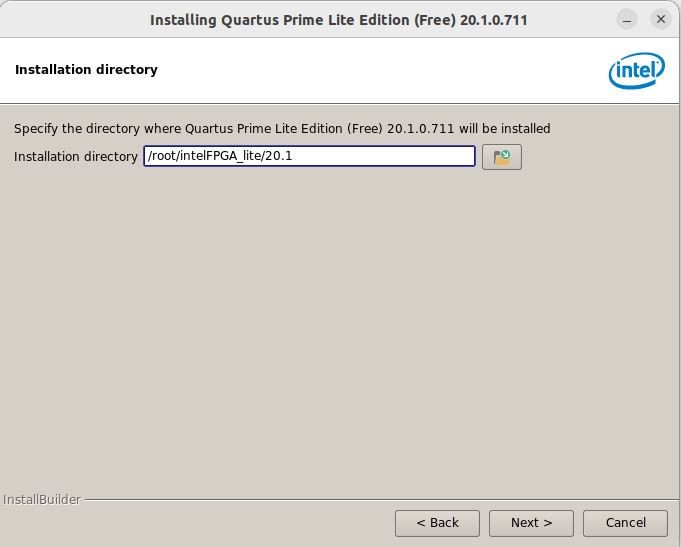 Installing Quartus Prime Lite Edition (Free) 20.1.0.711
Installation directory
intel
Specify the directory where Quartus Prime Lite Edition (Free) 20.1.0.711 will be installed
Installation directory /root/intelFPGA_lite/20.1
InstallBuilder
< Back Next > Cancel